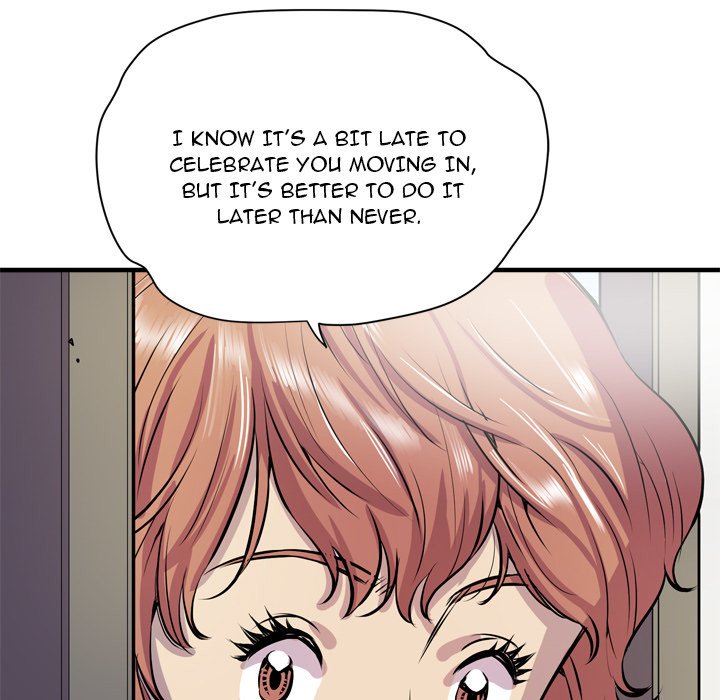 I KNOW IT'S A BIT LATE TO
CELEBRATE YOU MOVING IN,
BUT IT'S BETTER TO DO IT
LATER THAN NEVER.